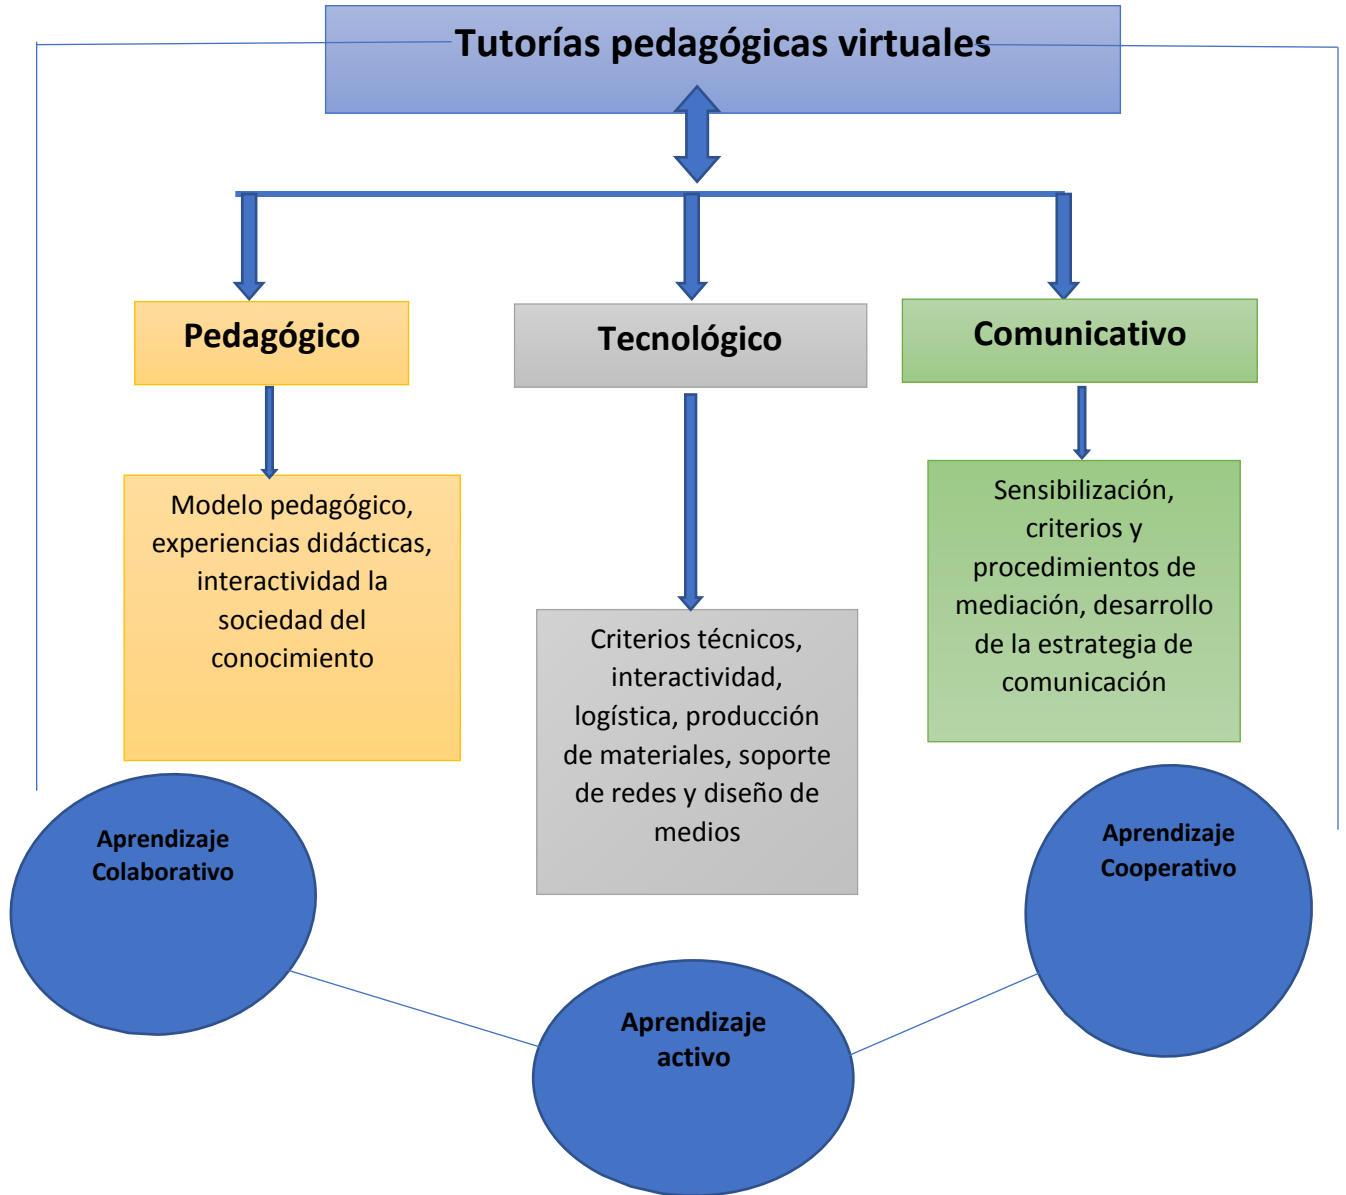 Tutorías pedagógicas virtuales
Pedagógico
Tecnológico
Comunicativo
Modelo pedagógico,
experiencias didácticas,
interactividad la
sociedad del
conocimiento
Criterios técnicos,
interactividad,
logística, producción
de materiales, soporte
de redes y diseño de
medios
Sensibilización,
criterios y
procedimientos de
mediación, desarrollo
de la estrategia de
comunicación
Aprendizaje
Colaborativo
Aprendizaje
activo
Aprendizaje
Cooperativo